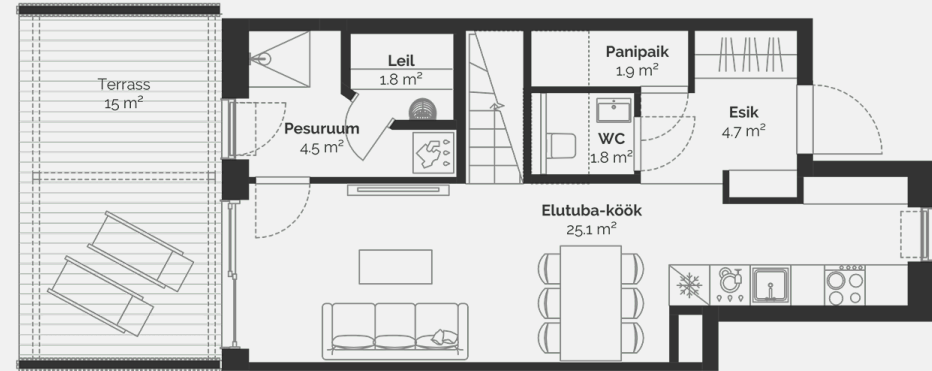 Terrass
15 m²
Pesuruum
4.5 m²
Leil
1.8 m²
Panipaik
1.9 m²
WC
1.8 m²
Esik
4.7 m²
Elutuba-köök
25.1 m²